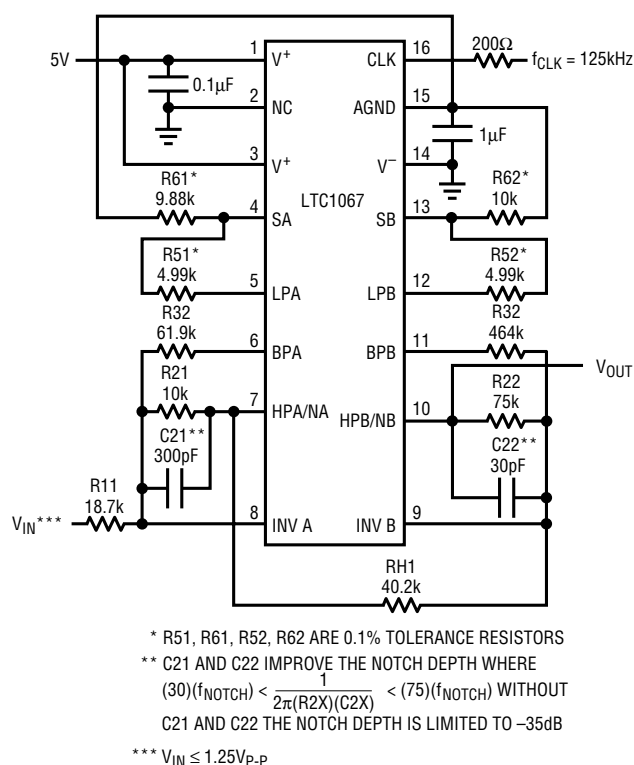 5V
0.1µF
1
V+
2
NC
3
V+
R61*
9.88k
4
SA
R51*
4.99k
5
LPA
R32
61.9k
6
BPA
R21
10k
7
HPA/NA
C21**
300pF
R11
18.7k
VIN***
8
INV A
LTC1067
16
CLK
200Ω
fCLK = 125kHz
15
AGND
1µF
14
V–
R62*
10k
13
SB
R52*
4.99k
12
LPB
R32
464k
11
BPB
VOUT
R22
75k
10
HPB/NB
C22**
30pF
9
INV B
RH1
40.2k
* R51, R61, R52, R62 ARE 0.1% TOLERANCE RESISTORS
** C21 AND C22 IMPROVE THE NOTCH DEPTH WHERE
(30)(fNOTCH) < 1 / 2π(R2X)(C2X) < (75)(fNOTCH) WITHOUT
C21 AND C22 THE NOTCH DEPTH IS LIMITED TO –35dB
*** VIN ≤ 1.25VP-P